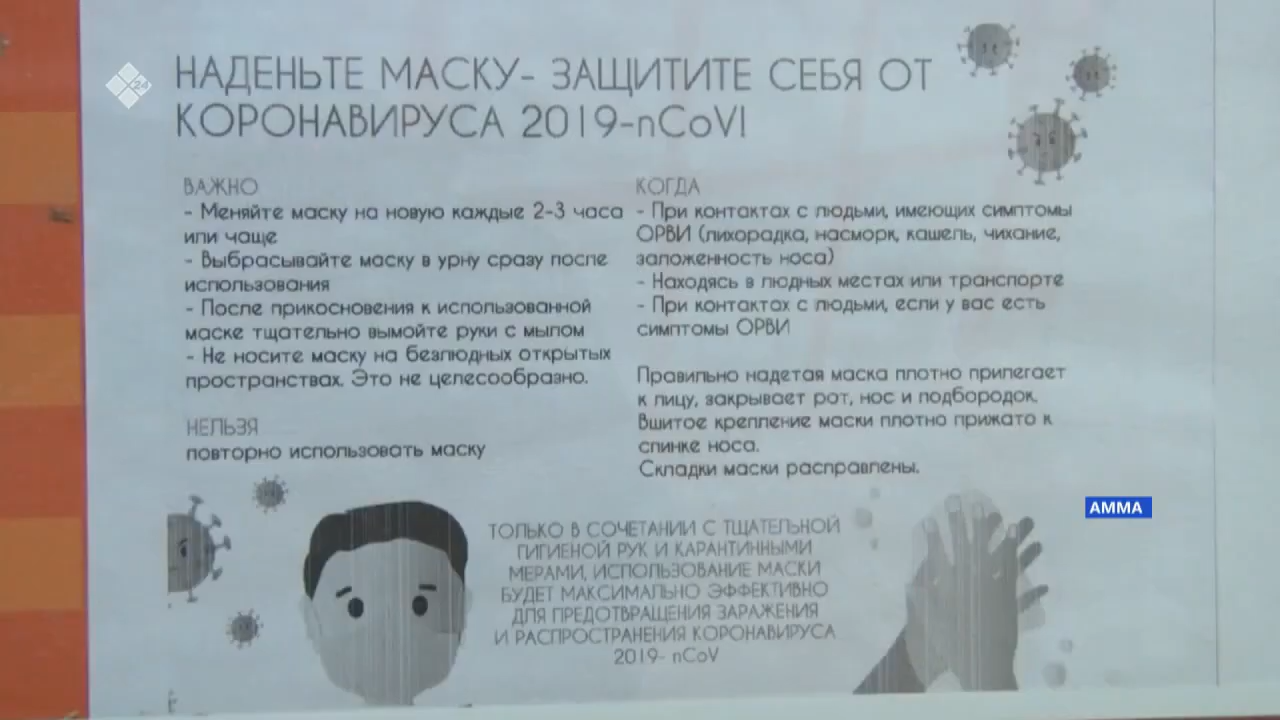 24
НАДЕНЬТЕ МАСКУ- ЗАЩИТИТЕ СЕБЯ ОТ
КОРОНАВИРУСА 2019-nCoV!
ВАЖНО
- Меняйте маску на новую каждые 2-3 часа
или чаще
- Выбрасывайте маску в урну сразу после
использования
- После прикосновения к использованной
маске тщательно вымойте руки с мылом
- Не носите маску на безлюдных открытых
пространствах. Это не целесообразно.
НЕЛЬЗЯ
повторно использовать маску
КОГДА
- При контактах с людьми, имеющих симптомы
ОРВИ (лихорадка, насморк, кашель, чихание,
заложенность носа)
- Находясь в людных местах или транспорте
- При контактах с людьми, если у вас есть
симптомы ОРВИ
Правильно надетая маска плотно прилегает
к лицу, закрывает рот, нос и подбородок.
Вшитое крепление маски плотно прижато к
спинке носа.
Складки маски расправлены.
ТОЛЬКО В СОЧЕТАНИИ С ТЩАТЕЛЬНОЙ
ГИГИЕНОЙ РУК И КАРАНТИННЫМИ
МЕРАМИ, ИСПОЛЬЗОВАНИЕ МАСКИ
БУДЕТ МАКСИМАЛЬНО ЭФФЕКТИВНО
ДЛЯ ПРЕДОТВРАЩЕНИЯ ЗАРАЖЕНИЯ
И РАСПРОСТРАНЕНИЯ КОРОНАВИРУСА
2019- nCoV
АММА